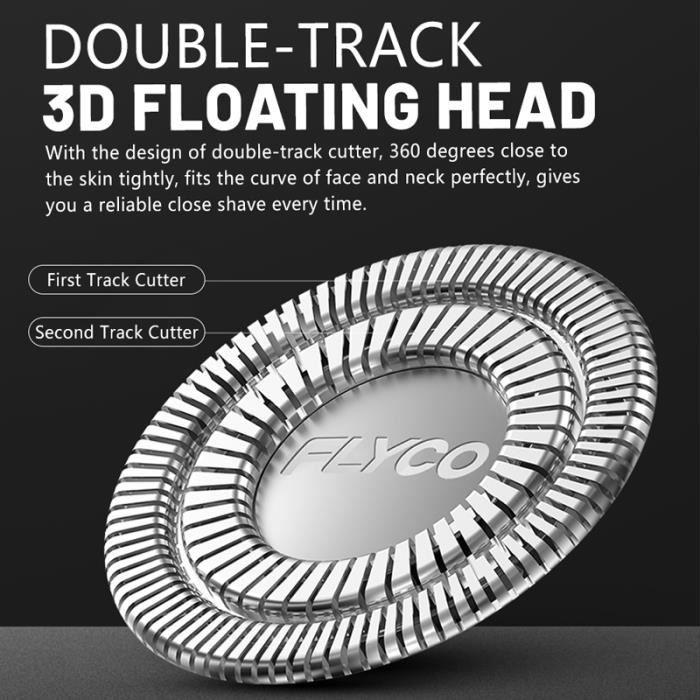 DOUBLE-TRACK
3D FLOATING HEAD
With the design of double-track cutter, 360 degrees close to
the skin tightly, fits the curve of face and neck perfectly, gives
you a reliable close shave every time.
First Track Cutter
Second Track Cutter
FLYCO